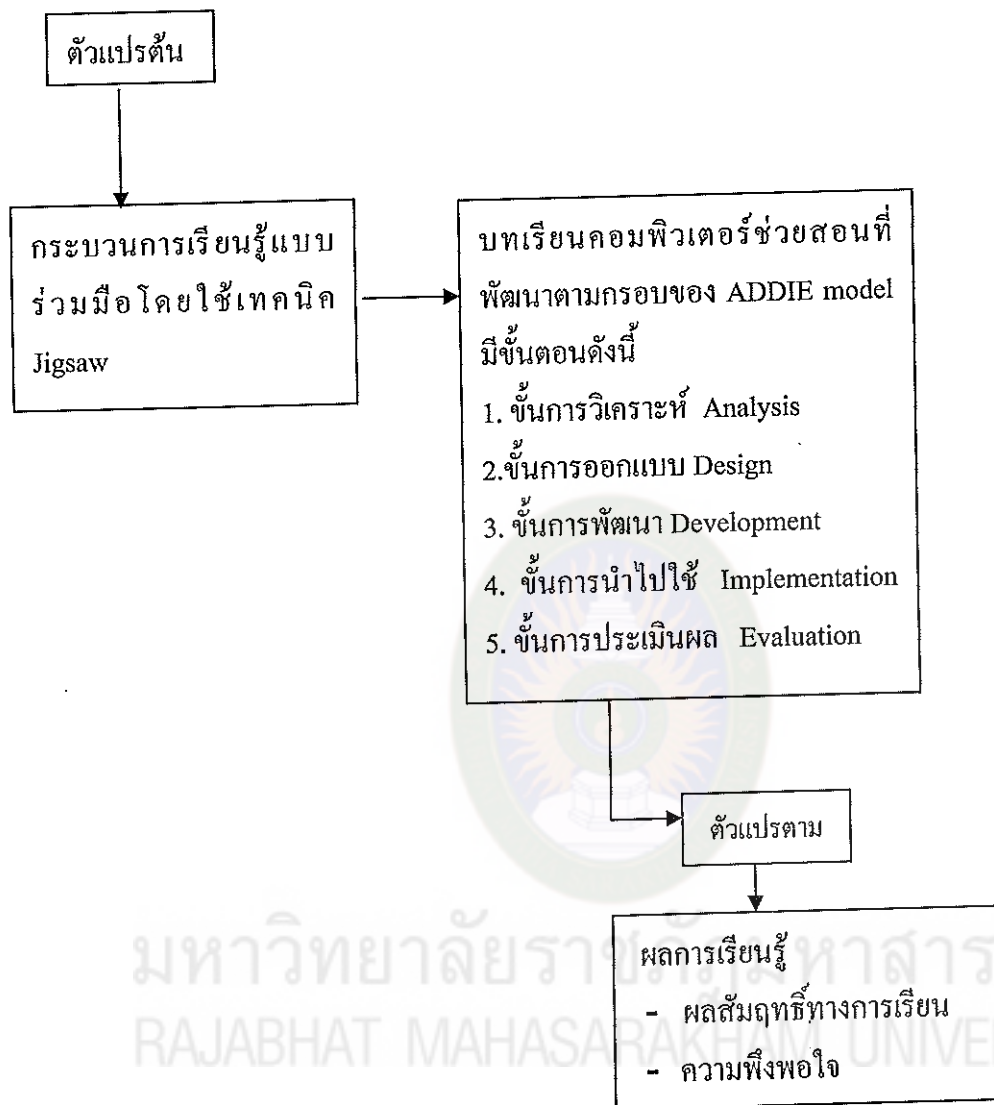 ตัวแปรต้น
กระบวนการเรียนรู้แบบ
ร่วมมือโดยใช้เทคนิค
Jigsaw
บทเรียนคอมพิวเตอร์ช่วยสอนที่
พัฒนาตามกรอบของ ADDIE model
มีขั้นตอนดังนี้
1. ขั้นการวิเคราะห์ Analysis
2.ขั้นการออกแบบ Design
3. ขั้นการพัฒนา Development
4. ขั้นการนำไปใช้ Implementation
5. ขั้นการประเมินผล Evaluation
ตัวแปรตาม
ผลการเรียนรู้
- ผลสัมฤทธิ์ทางการเรียน
- ความพึงพอใจ
มหาวิทยาลัยราชภัฏมหาสาร
RAJABHAT MAHASARAKHAM UNIVE